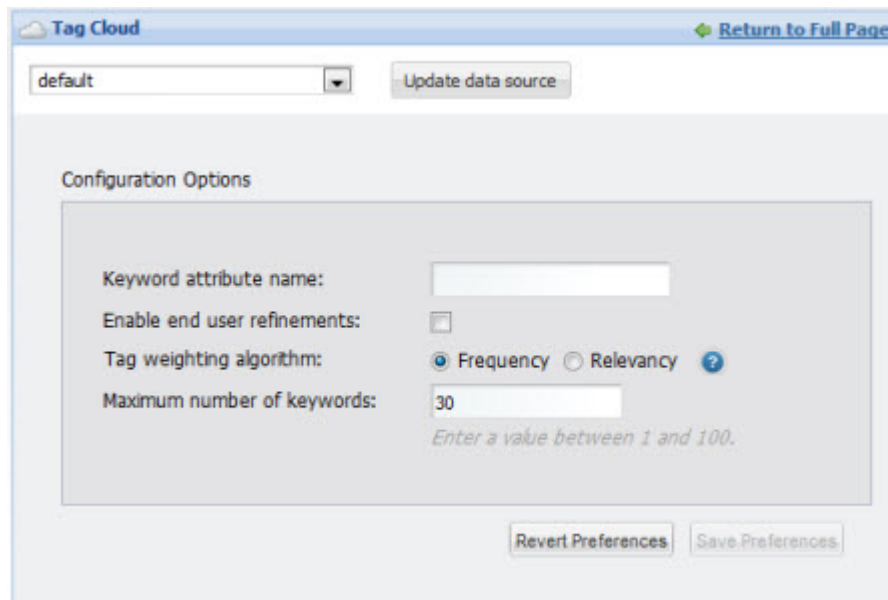 Tag Cloud Return to Full Page
default Update data source
Configuration Options
Keyword attribute name:
Enable end user refinements:
Tag weighting algorithm: Frequency Relevancy ?
Maximum number of keywords: 30
Enter a value between 1 and 100.
Revert Preferences Save Preferences